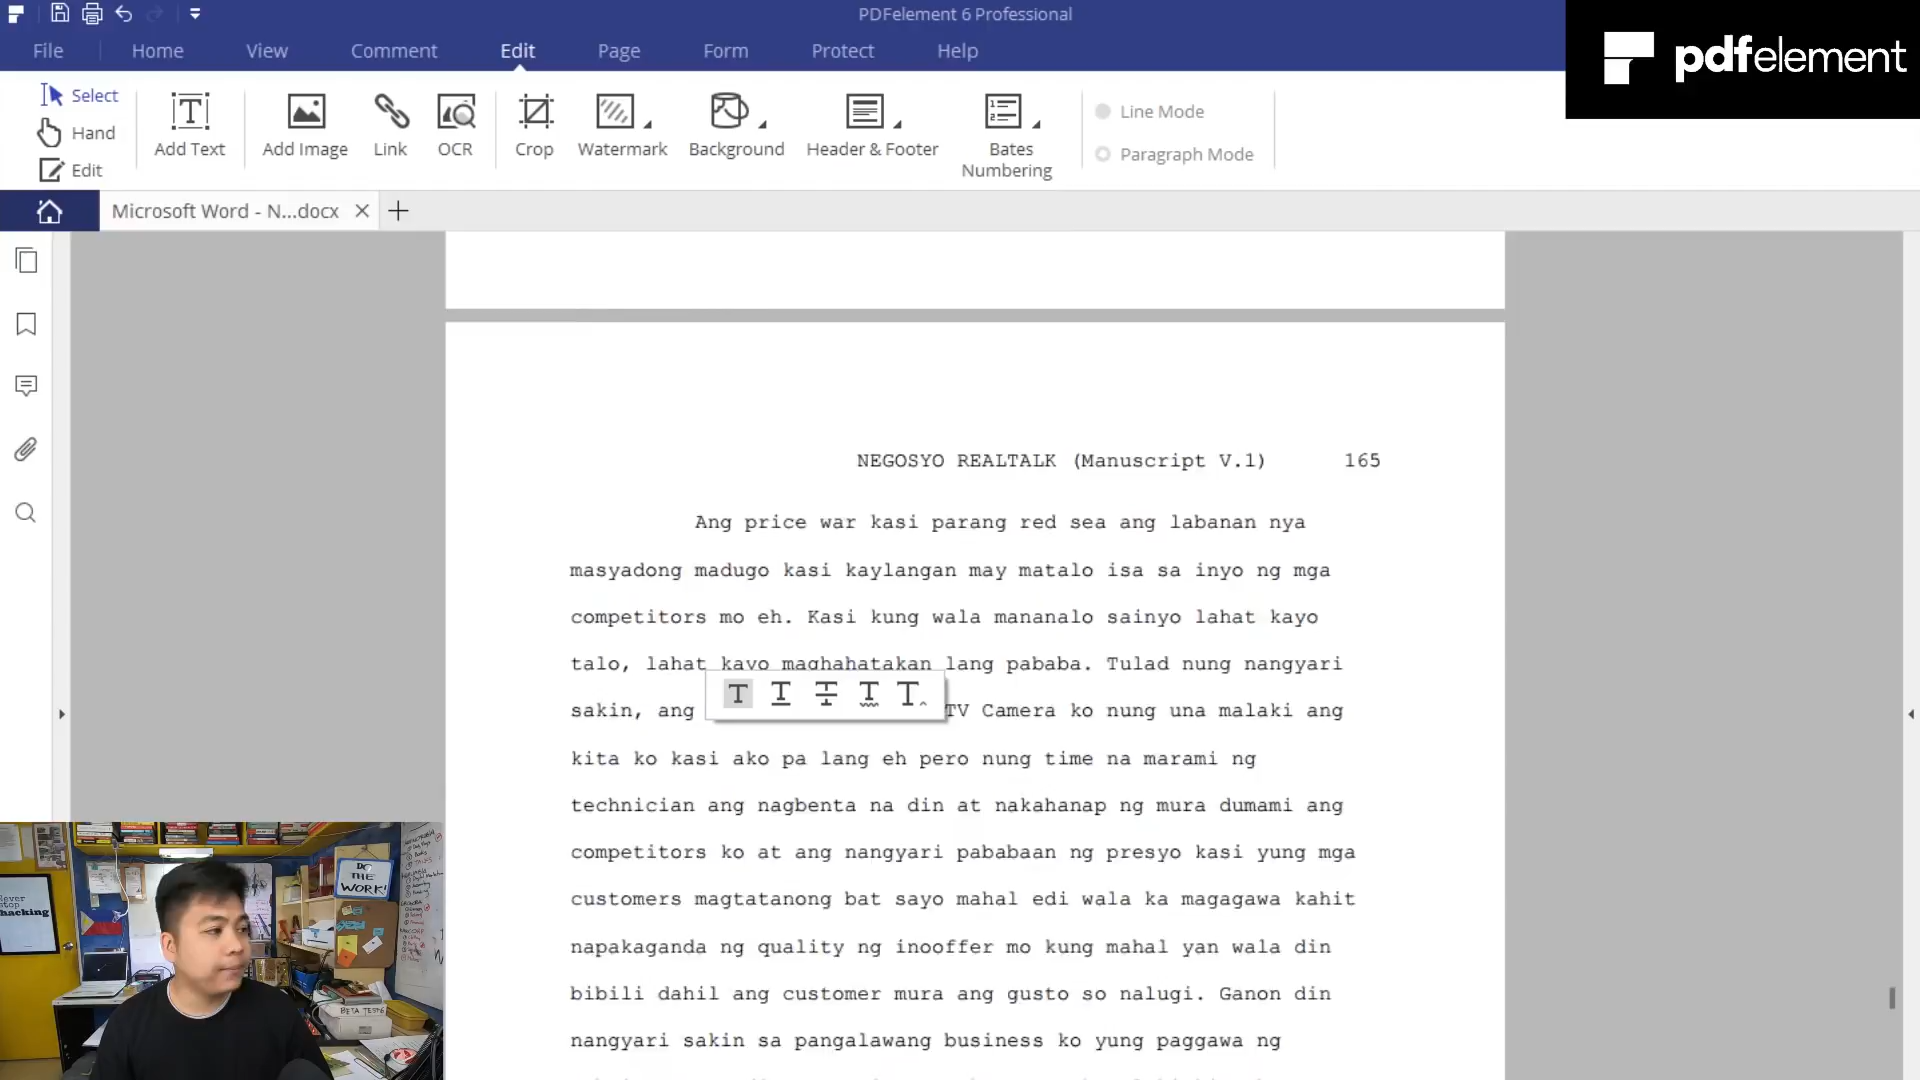 PDFelement 6 Professional
File
Home
View
Comment
Edit
Page
Form
Protect
Help
pdfelement
Select
Hand
Edit
Add Text
Add Image
Link
OCR
Crop
Watermark
Background
Header & Footer
Bates
Numbering
Line Mode
Paragraph Mode
Microsoft Word - N...docx
NEGOSYO REALTALK (Manuscript V.1) 165
Ang price war kasi parang red sea ang labanan nya
masyadong madugo kasi kaylangan may matalo isa sa inyo ng mga
competitors mo eh. Kasi kung wala mananalo sainyo lahat kayo
talo, lahat kayo maghahatakan lang pababa. Tulad nung nangyari
sakin, ang TV Camera ko nung una malaki ang
kita ko kasi ako pa lang eh pero nung time na marami ng
technician ang nagbenta na din at nakahanap ng mura dumami ang
competitors ko at ang nangyari pababaan ng presyo kasi yung mga
customers magtatanong bat sayo mahal edi wala ka magagawa kahit
napakaganda ng quality ng inooffer mo kung mahal yan wala din
bibili dahil ang customer mura ang gusto so nalugi. Ganon din
nangyari sakin sa pangalawang business ko yung paggawa ng
DO
THE
WORK!
never
stop
hacking
BETA TESTS